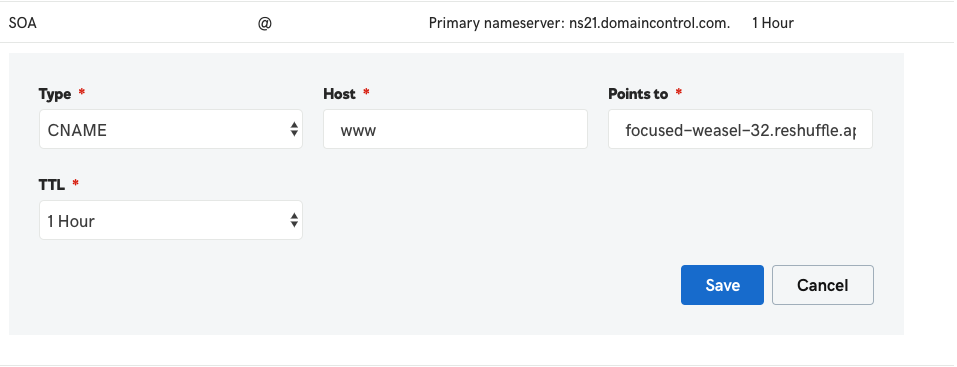 SOA @ Primary nameserver: ns21.domaincontrol.com. 1 Hour
Type * Host * Points to *
CNAME www focused-weasel-32.reshuffle.ap
TTL *
1 Hour
Save Cancel